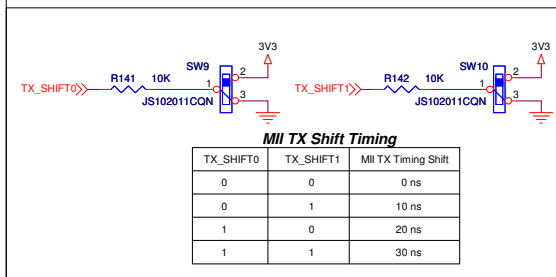 3V3
3V3
SW9
SW10
R141 10K
2
R142 10K
2
TX_SHIFT0
1
TX_SHIFT1
1
3
3
JS102011CQN
JS102011CQN
MII TX Shift Timing
TX_SHIFT0 TX_SHIFT1 MII TX Timing Shift
0 0 0 ns
0 1 10 ns
1 0 20 ns
1 1 30 ns